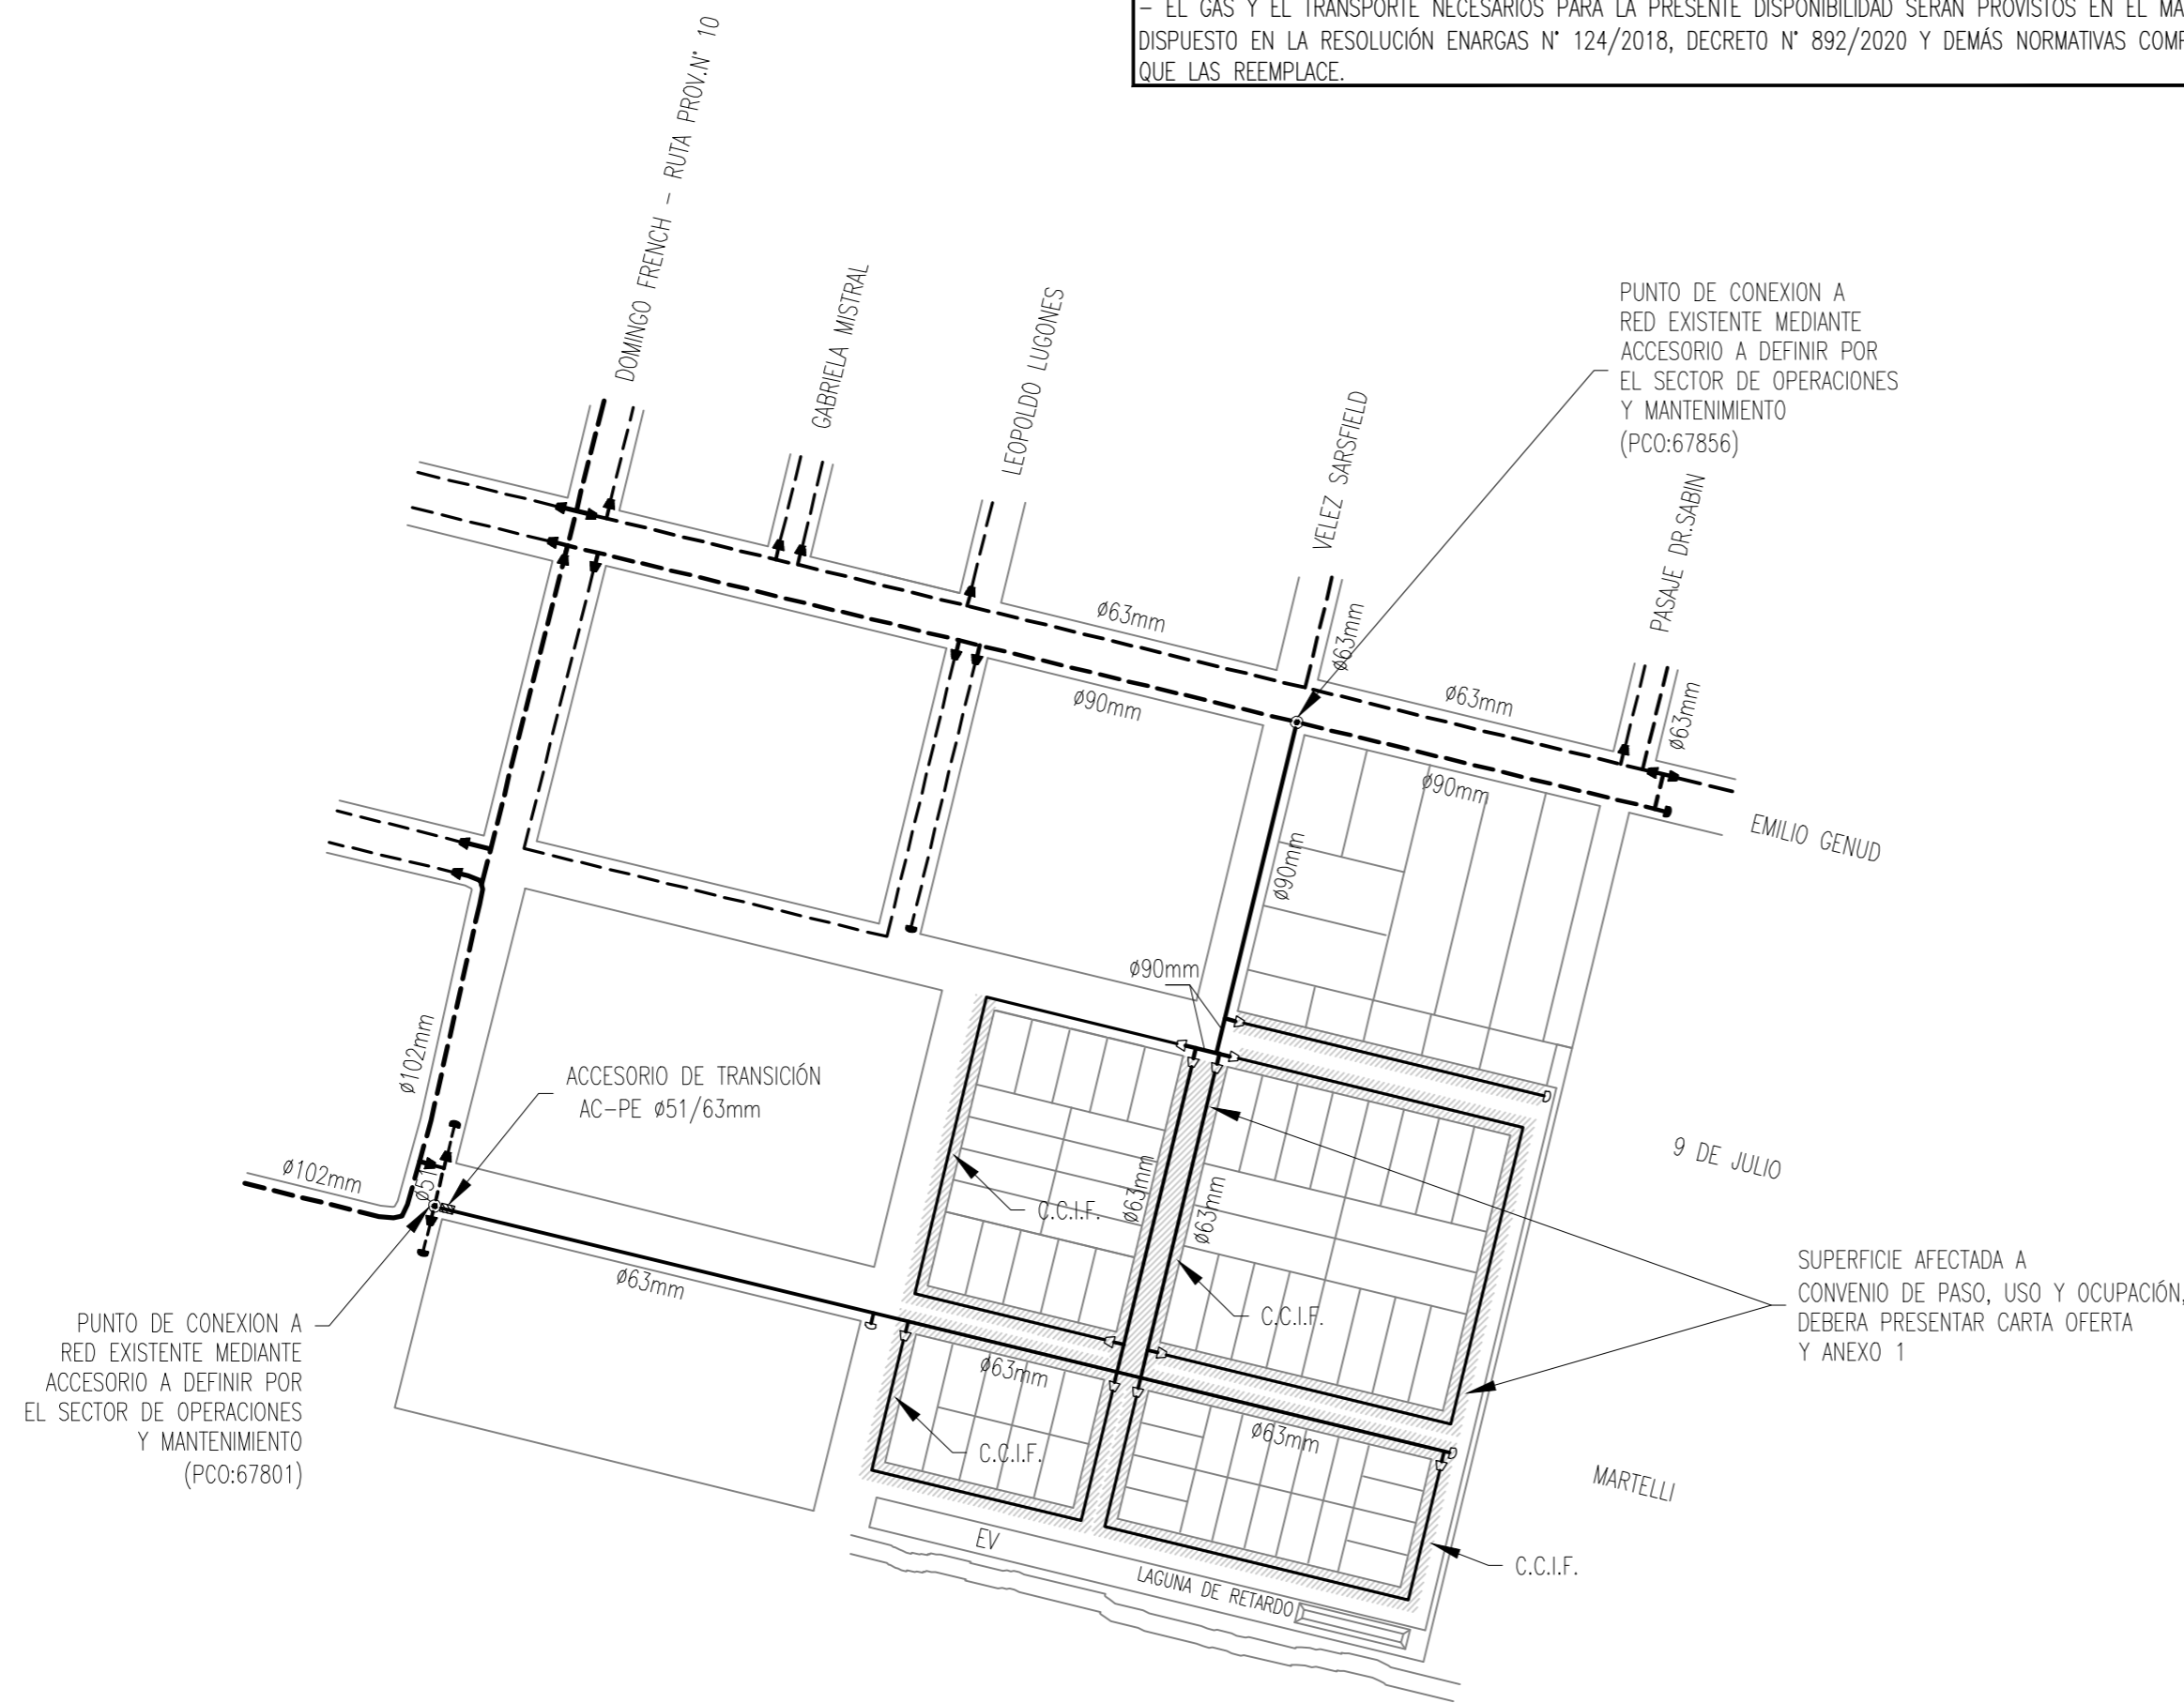 – EL GAS Y EL TRANSPORTE NECESARIOS PARA LA PRESENTE DISPONIBILIDAD SERÁN PROVISTOS EN EL
DISPUESTO EN LA RESOLUCIÓN ENARGAS N° 124/2018, DECRETO N° 892/2020 Y DEMÁS NORMATIVAS
QUE LAS REEMPLACE.
DOMINGO FRENCH – RUTA PROV.N° 10
GABRIELA MISTRAL
LEOPOLDO LUGONES
VELEZ SARSFIELD
PASAJE DR.SABIN
PUNTO DE CONEXION A
RED EXISTENTE MEDIANTE
ACCESORIO A DEFINIR POR
EL SECTOR DE OPERACIONES
Y MANTENIMIENTO
(PCO:67856)
ø63mm
ø63mm
ø63mm
ø63mm
ø90mm
ø90mm
EMILIO GENUD
ø90mm
ø90mm
ø102mm
ACCESORIO DE TRANSICIÓN
AC–PE ø51/63mm
ø102mm
ø51
9 DE JULIO
ø63mm
ø63mm
C.C.I.F.
C.C.I.F.
ø63mm
SUPERFICIE AFECTADA A
CONVENIO DE PASO, USO Y OCUPACIÓN,
DEBERA PRESENTAR CARTA OFERTA
Y ANEXO 1
PUNTO DE CONEXION A
RED EXISTENTE MEDIANTE
ACCESORIO A DEFINIR POR
EL SECTOR DE OPERACIONES
Y MANTENIMIENTO
(PCO:67801)
ø63mm
ø63mm
C.C.I.F.
MARTELLI
EV
LAGUNA DE RETARDO
C.C.I.F.